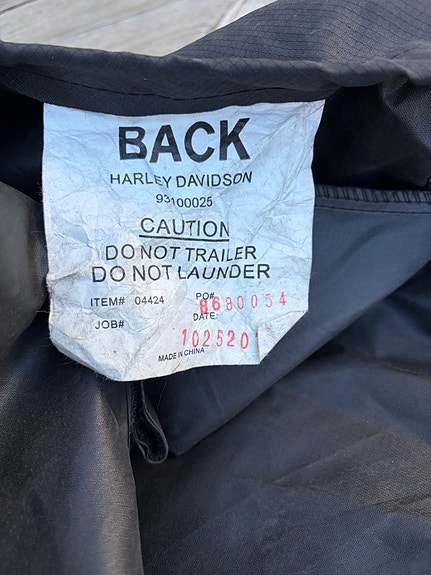 BACK
HARLEY DAVIDSON
93100025
CAUTION
DO NOT TRAILER
DO NOT LAUNDER
ITEM# 04424 PO# 8680054
JOB# DATE: 102520
MADE IN CHINA